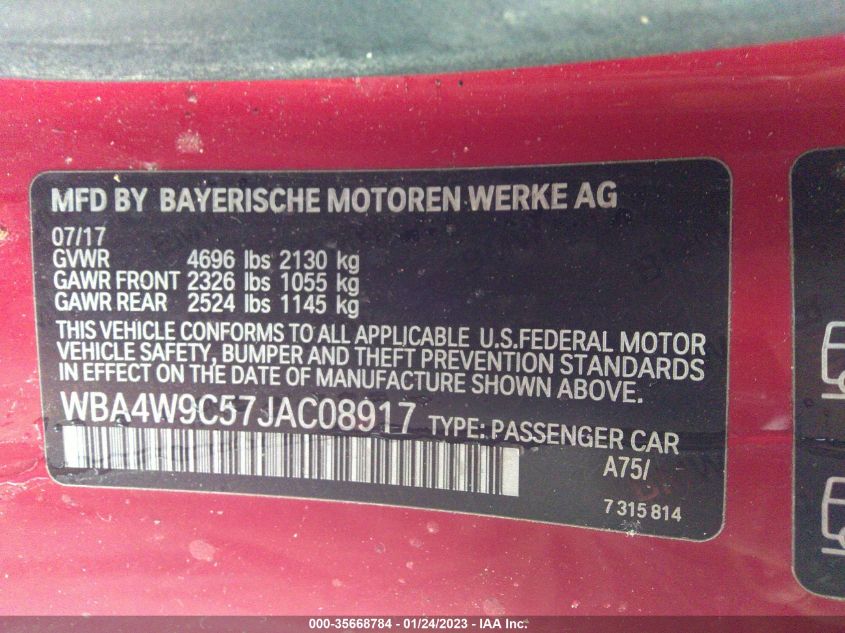 MFD BY BAYERISCHE MOTOREN WERKE AG
07/17
GVWR 4696 lbs 2130 kg
GAWR FRONT 2326 lbs 1055 kg
GAWR REAR 2524 lbs 1145 kg
THIS VEHICLE CONFORMS TO ALL APPLICABLE U.S.FEDERAL MOTOR
VEHICLE SAFETY, BUMPER AND THEFT PREVENTION STANDARDS
IN EFFECT ON THE DATE OF MANUFACTURE SHOWN ABOVE.
WBA4W9C57JAC08917 TYPE: PASSENGER CAR
A75/
7 315 814
000-35668784 — 01/24/2023 — IAA Inc.